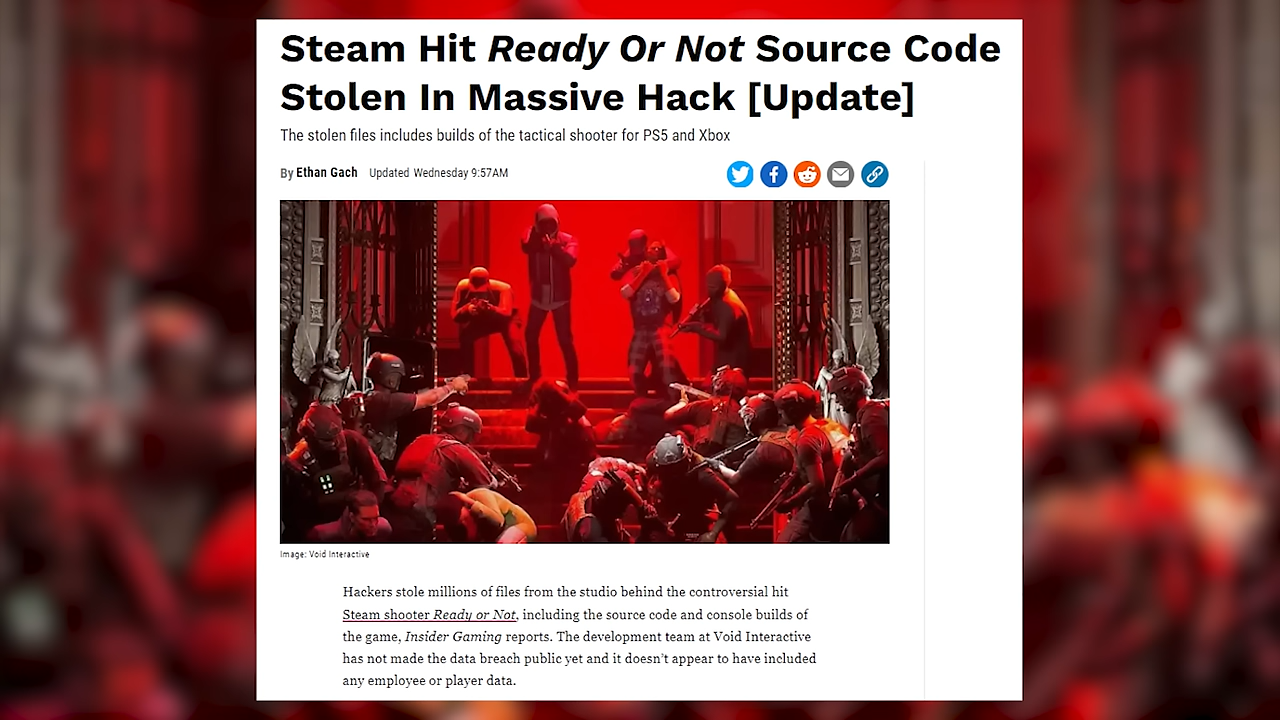 Steam Hit Ready Or Not Source Code
Stolen In Massive Hack [Update]
The stolen files includes builds of the tactical shooter for PS5 and Xbox
By Ethan Gach Updated Wednesday 9:57AM
Image: Void Interactive
Hackers stole millions of files from the studio behind the controversial hit
Steam shooter Ready or Not, including the source code and console builds of
the game, Insider Gaming reports. The development team at Void Interactive
has not made the data breach public yet and it doesn’t appear to have included
any employee or player data.